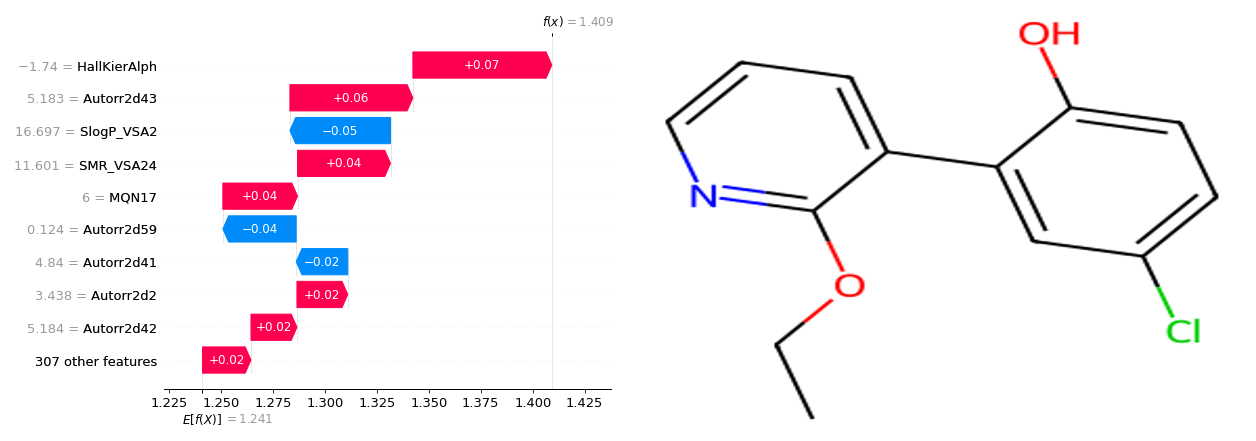 f(x) = 1.409
−1.74 = HallKierAlph
+0.07
5.183 = Autorr2d43
+0.06
16.697 = SlogP_VSA2
−0.05
11.601 = SMR_VSA24
+0.04
6 = MQN17
+0.04
0.124 = Autorr2d59
−0.04
4.84 = Autorr2d41
−0.02
3.438 = Autorr2d2
+0.02
5.184 = Autorr2d42
+0.02
307 other features
+0.02
1.225 1.250 1.275 1.300 1.325 1.350 1.375 1.400 1.425
E[f(X)] = 1.241
OH
N
O
Cl